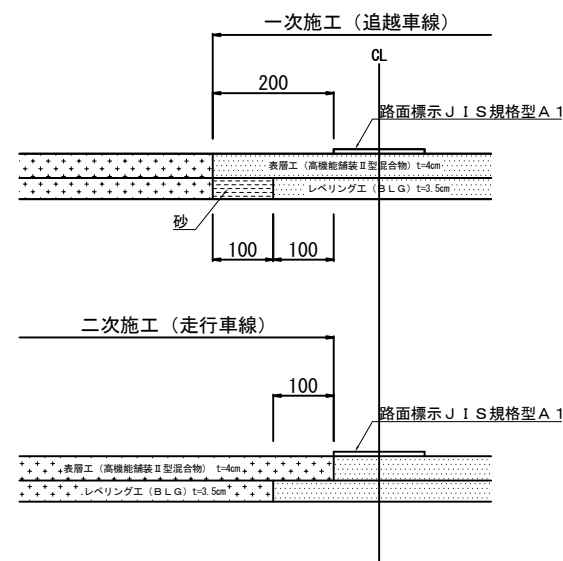 一次施工（追越車線）
CL
200
路面標示ＪＩＳ規格型Ａ1
表層工（高機能舗装Ⅱ型混合物）t=4cm
レベリング工（ＢＬＧ）t=3.5cm
砂
100 100
二次施工（走行車線）
100
路面標示ＪＩＳ規格型Ａ1
表層工（高機能舗装Ⅱ型混合物） t=4cm
レベリング工（ＢＬＧ）t=3.5cm